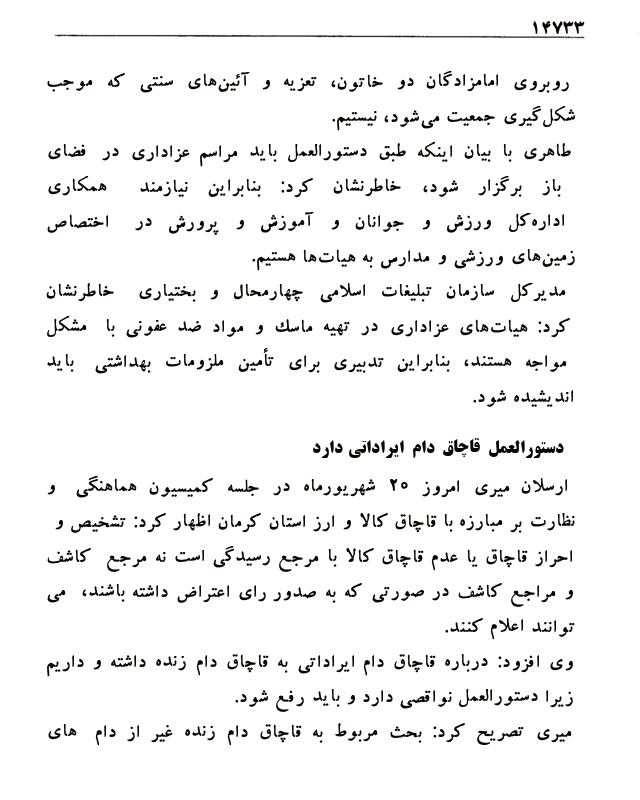 ۱۴۷۳۳
روبروی امامزادگان دو خاتون، تعزیه و آئین‌های سنتی که موجب
شکل‌گیری جمعیت می‌شود، نیستیم.
طاهری با بیان اینکه طبق دستورالعمل باید مراسم عزاداری در فضای
باز برگزار شود، خاطرنشان کرد: بنابراین نیازمند همکاری
اداره‌کل ورزش و جوانان و آموزش و پرورش در اختصاص
زمین‌های ورزشی و مدارس به هیات‌ها هستیم.
مدیرکل سازمان تبلیغات اسلامی چهارمحال و بختیاری خاطرنشان
کرد: هیات‌های عزاداری در تهیه ماسك و مواد ضد عفونی با مشکل
مواجه هستند، بنابراین تدبیری برای تأمین ملزومات بهداشتی باید
اندیشیده شود.
دستورالعمل قاچاق دام ایراداتی دارد
ارسلان میری امروز ۲۵ شهریورماه در جلسه کمیسیون هماهنگی و
نظارت بر مبارزه با قاچاق کالا و ارز استان کرمان اظهار کرد: تشخیص و
احراز قاچاق یا عدم قاچاق کالا با مرجع رسیدگی است نه مرجع کاشف
و مراجع کاشف در صورتی که به صدور رای اعتراض داشته باشند، می
توانند اعلام کنند.
وی افزود: درباره قاچاق دام ایراداتی به قاچاق دام زنده داشته و داریم
زیرا دستورالعمل نواقصی دارد و باید رفع شود.
میری تصریح کرد: بحث مربوط به قاچاق دام زنده غیر از دام های